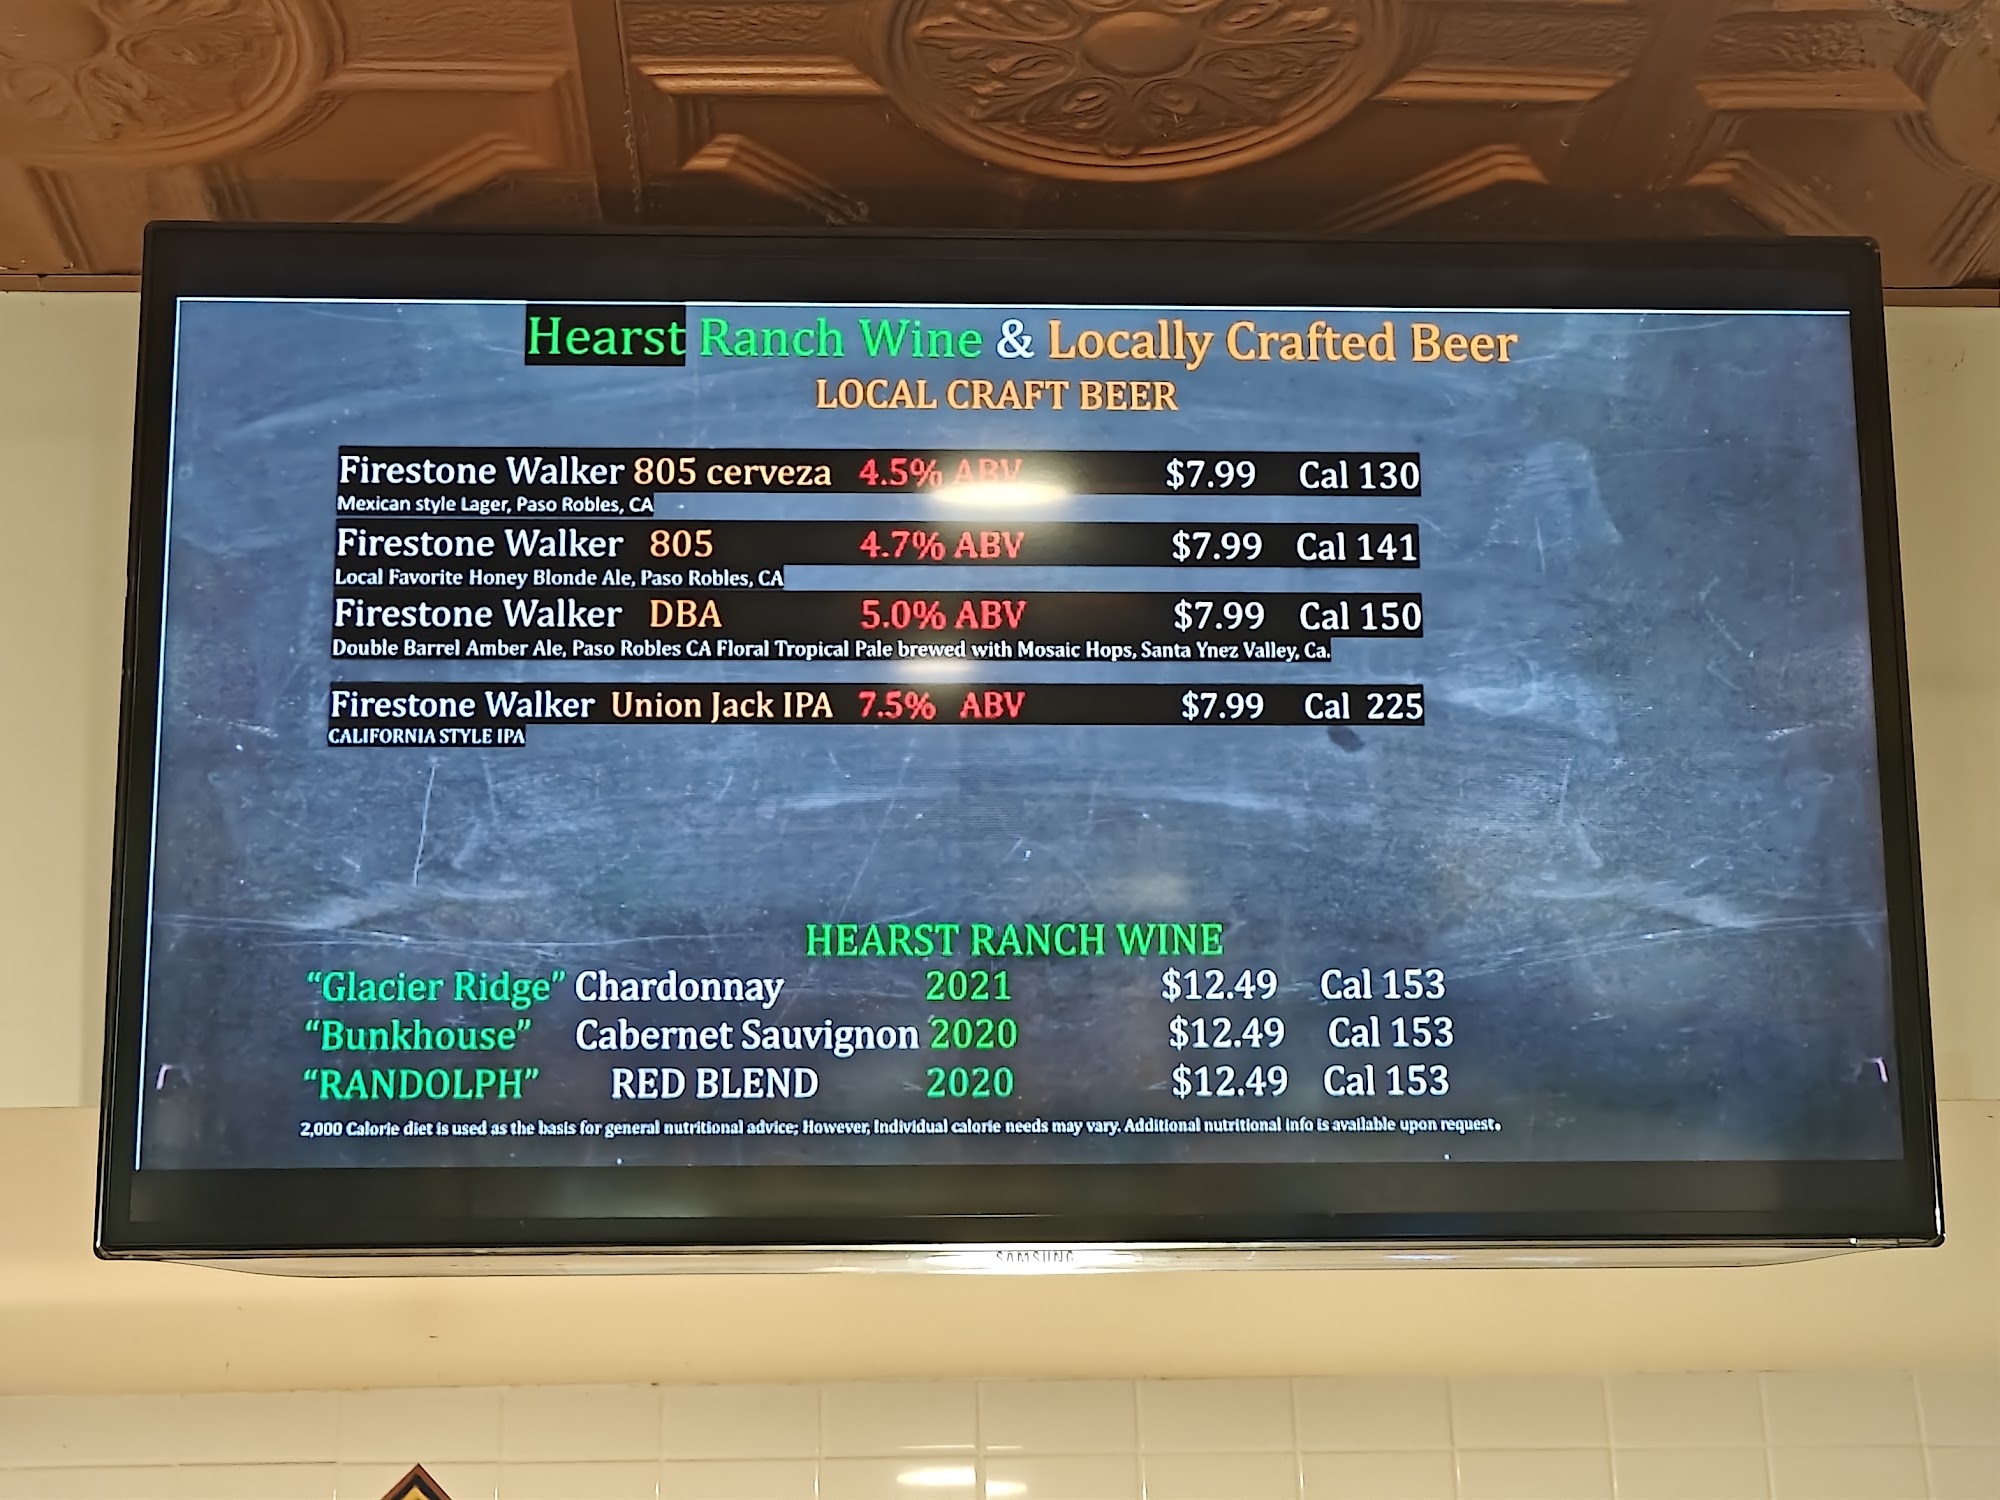 Hearst Ranch Wine & Locally Crafted Beer
LOCAL CRAFT BEER
Firestone Walker 805 cerveza 4.5% ABV $7.99 Cal 130
Mexican style Lager, Paso Robles, CA
Firestone Walker 805 4.7% ABV $7.99 Cal 141
Local Favorite Honey Blonde Ale, Paso Robles, CA
Firestone Walker DBA 5.0% ABV $7.99 Cal 150
Double Barrel Amber Ale, Paso Robles CA Floral Tropical Pale brewed with Mosaic Hops, Santa Ynez Valley, Ca.
Firestone Walker Union Jack IPA 7.5% ABV $7.99 Cal 225
CALIFORNIA STYLE IPA
HEARST RANCH WINE
“Glacier Ridge” Chardonnay 2021 $12.49 Cal 153
“Bunkhouse” Cabernet Sauvignon 2020 $12.49 Cal 153
“RANDOLPH” RED BLEND 2020 $12.49 Cal 153
2,000 Calorie diet is used as the basis for general nutritional advice; However, Individual calorie needs may vary. Additional nutritional info is available upon request.
SAMSUNG